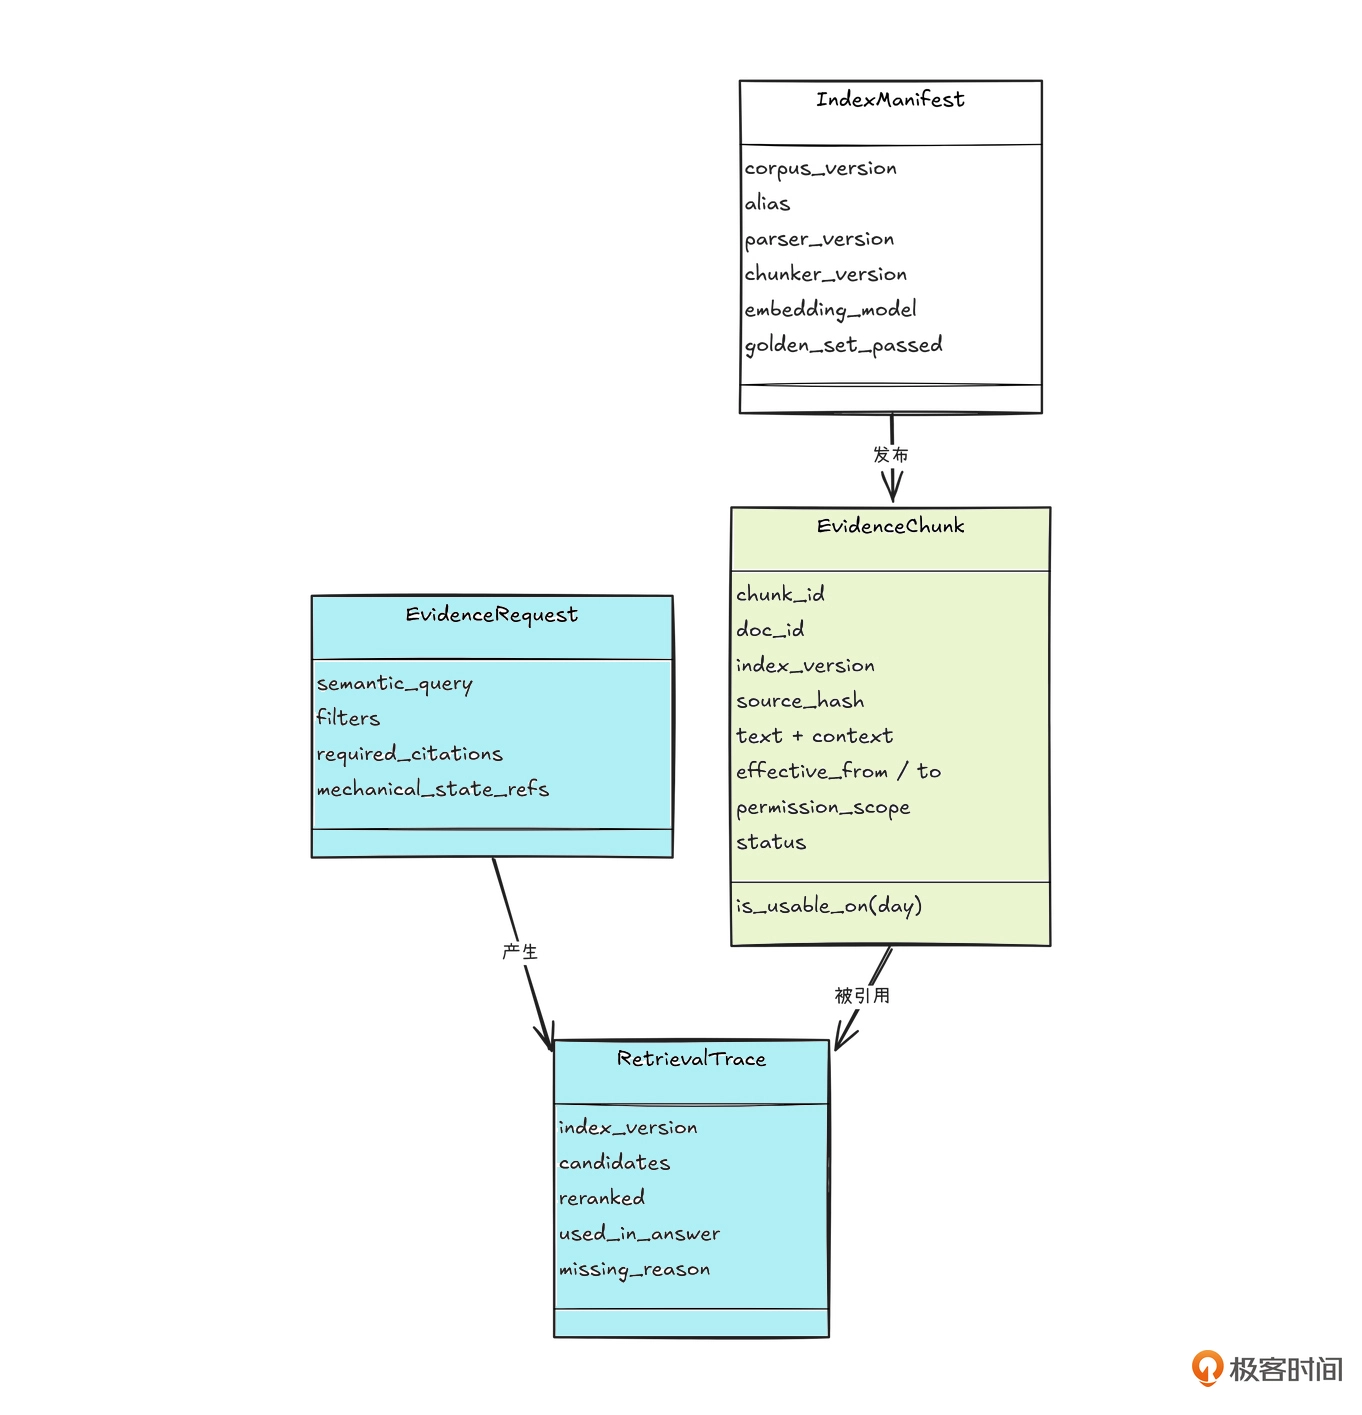 IndexManifest
corpus_version
alias
parser_version
chunker_version
embedding_model
golden_set_passed
发布
EvidenceChunk
chunk_id
doc_id
index_version
source_hash
text + context
effective_from / to
permission_scope
status
is_usable_on(day)
EvidenceRequest
semantic_query
filters
required_citations
mechanical_state_refs
产生
被引用
RetrievalTrace
index_version
candidates
reranked
used_in_answer
missing_reason
极客时间